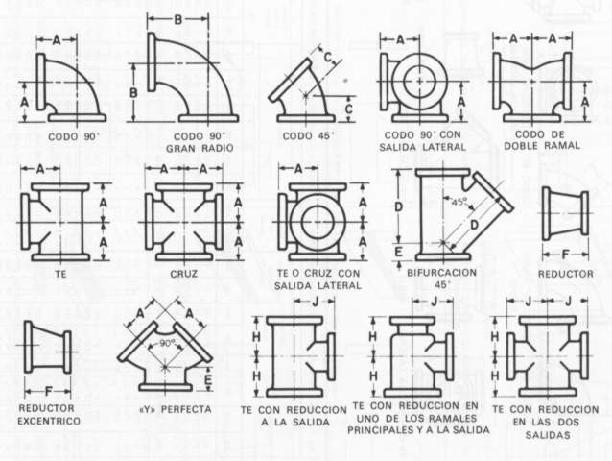 A
A
CODO 90°
B
B
CODO 90°
GRAN RADIO
C
C
CODO 45°
A
A
CODO 90° CON
SALIDA LATERAL
A A
A
CODO DE
DOBLE RAMAL
A
A
A
TE
A A
A
A
CRUZ
A
A
A
TE O CRUZ CON
SALIDA LATERAL
D
45°
D
E
BIFURCACION
45°
F
REDUCTOR
F
REDUCTOR
EXCENTRICO
A A
90°
E
«Y» PERFECTA
J
H
H
TE CON REDUCCION
A LA SALIDA
J
H
H
TE CON REDUCCION EN
UNO DE LOS RAMALES
PRINCIPALES Y A LA SALIDA
J J
H
H
TE CON REDUCCION
EN LAS DOS
SALIDAS